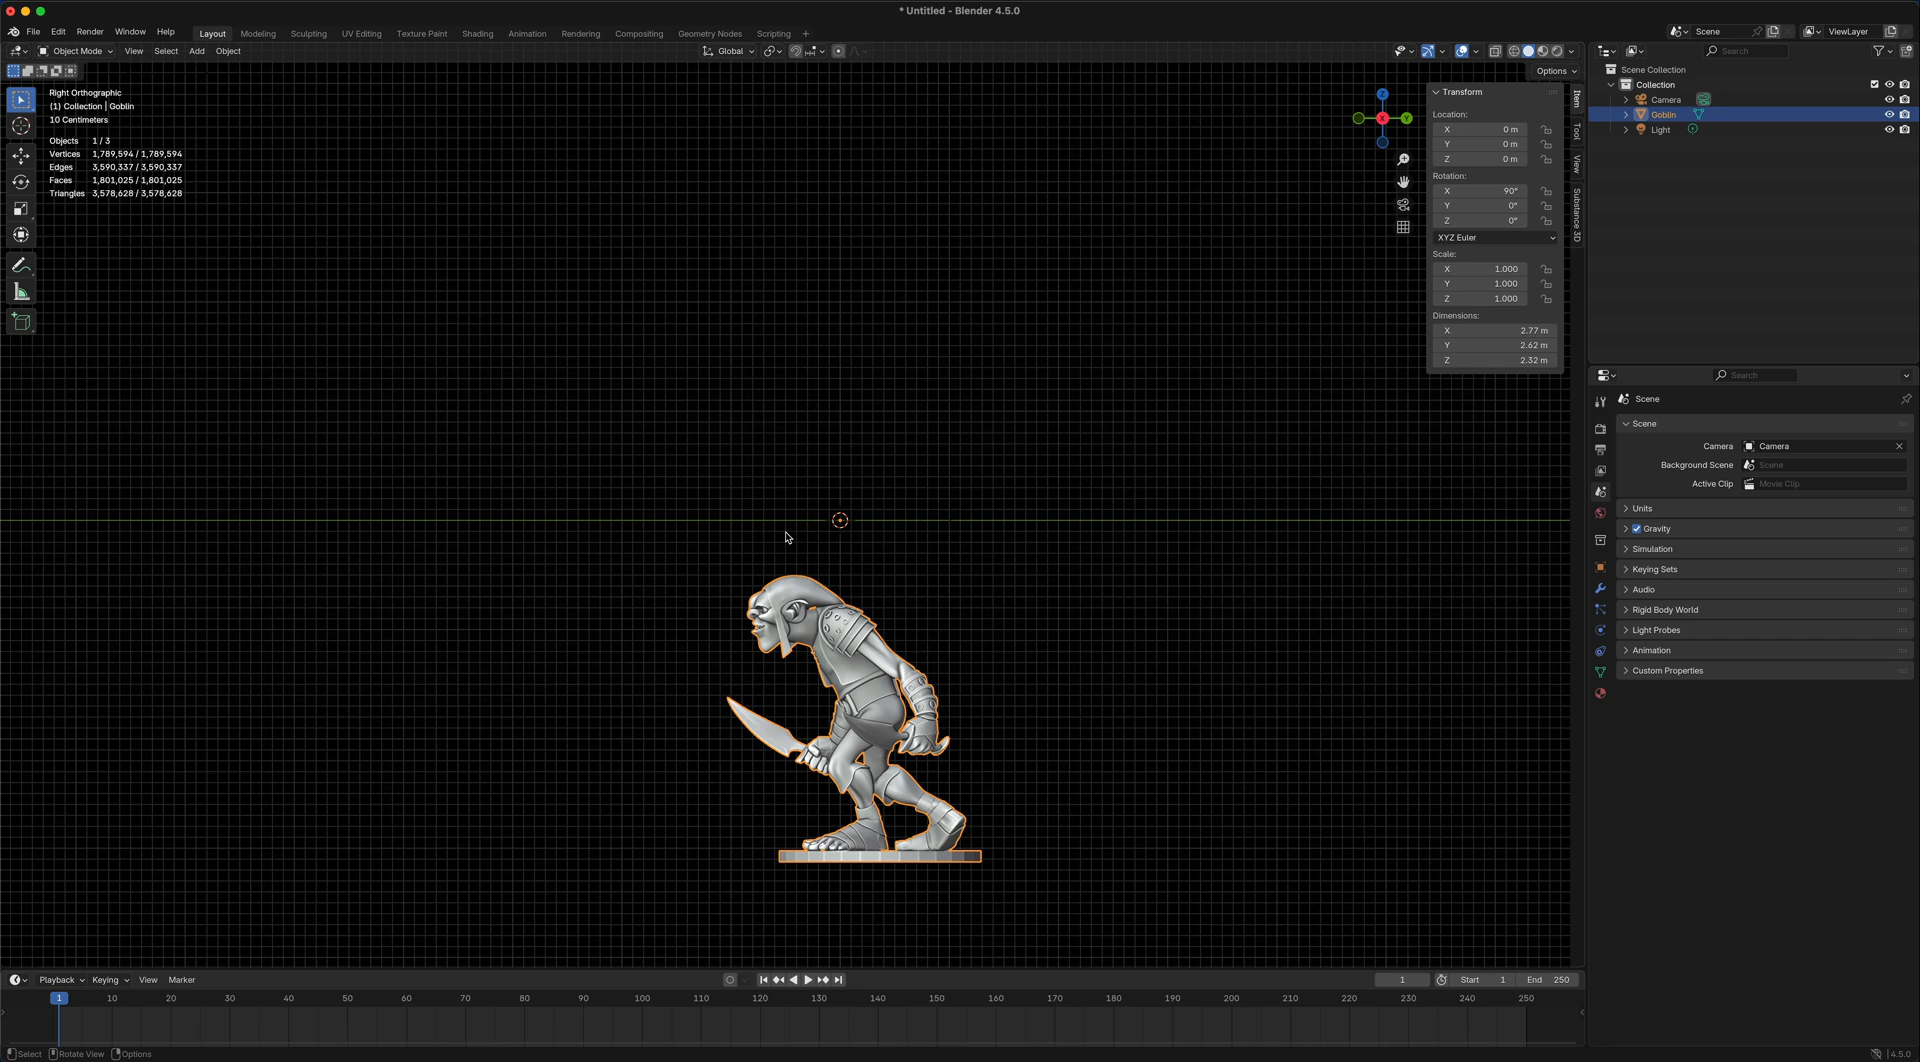 * Untitled - Blender 4.5.0
File Edit Render Window Help Layout Modeling Sculpting UV Editing Texture Paint Shading Animation Rendering Compositing Geometry Nodes Scripting + Scene ViewLayer
Object Mode View Select Add Object Global Search
Options
Right Orthographic
(1) Collection | Goblin
10 Centimeters
Objects 1 / 3
Vertices 1,789,594 / 1,789,594
Edges 3,590,337 / 3,590,337
Faces 1,801,025 / 1,801,025
Triangles 3,578,628 / 3,578,628
Z
X
Y
Transform
Location:
X 0 m
Y 0 m
Z 0 m
Rotation:
X 90°
Y 0°
Z 0°
XYZ Euler
Scale:
X 1.000
Y 1.000
Z 1.000
Dimensions:
X 2.77 m
Y 2.62 m
Z 2.32 m
Item
Tool
View
Substance 3D
Scene Collection
Collection
Camera
Goblin
Light
Search
Scene
Scene
Camera Camera
Background Scene Scene
Active Clip Movie Clip
Units
Gravity
Simulation
Keying Sets
Audio
Rigid Body World
Light Probes
Animation
Custom Properties
Playback Keying View Marker 1 Start 1 End 250
1 10 20 30 40 50 60 70 80 90 100 110 120 130 140 150 160 170 180 190 200 210 220 230 240 250
Select Rotate View Options 4.5.0